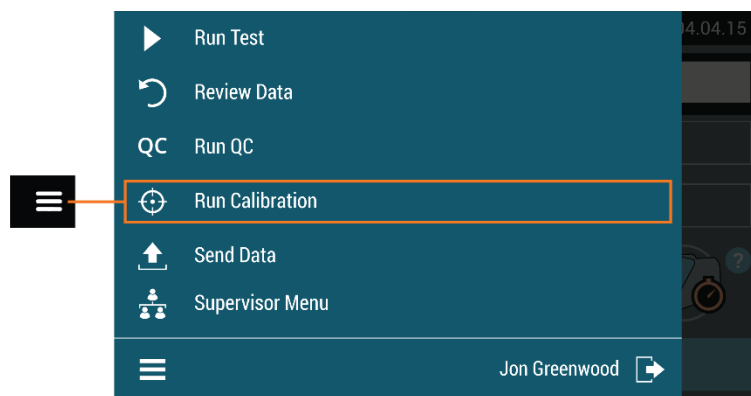 Run Test
04.04.15
Review Data
QC Run QC
Run Calibration
Send Data
?
Supervisor Menu
Jon Greenwood